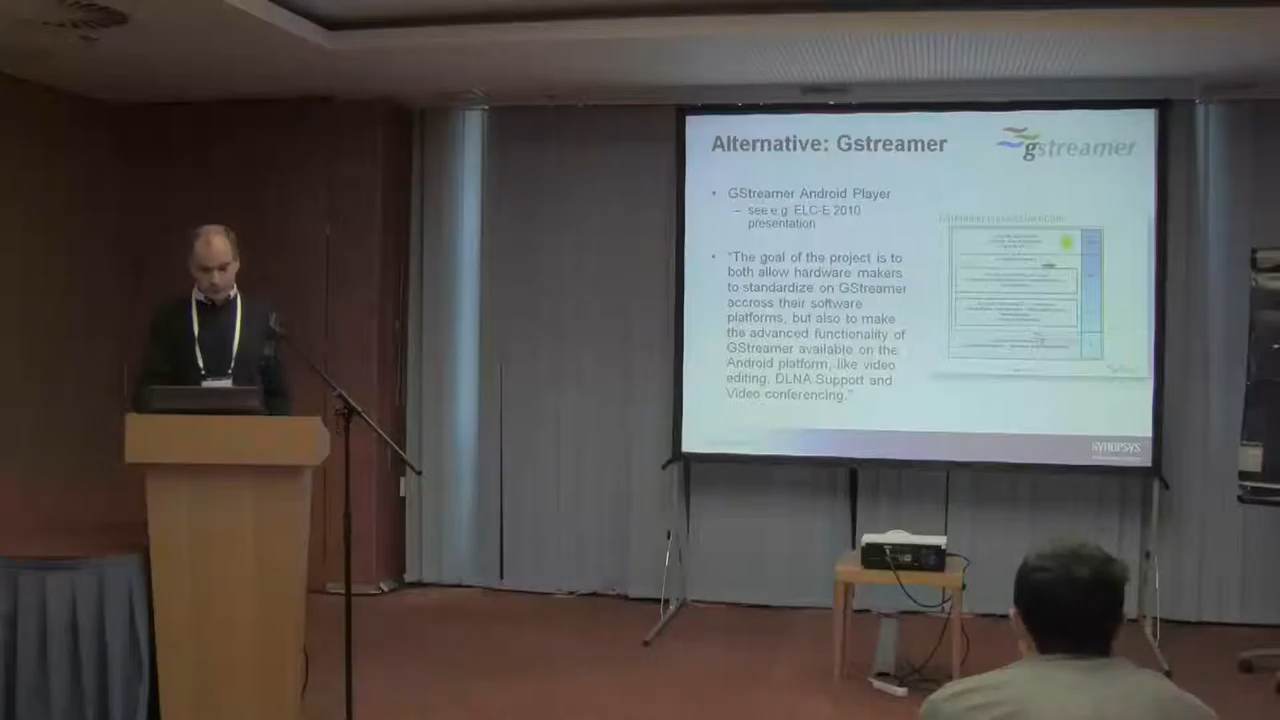 Alternative: Gstreamer
gstreamer
• GStreamer Android Player
– see e.g. ELC-E 2010
presentation
• "The goal of the project is to
both allow hardware makers
to standardize on GStreamer
accross their software
platforms, but also to make
the advanced functionality of
GStreamer available on the
Android platform, like video
editing, DLNA Support and
Video conferencing."
SYNOPSYS